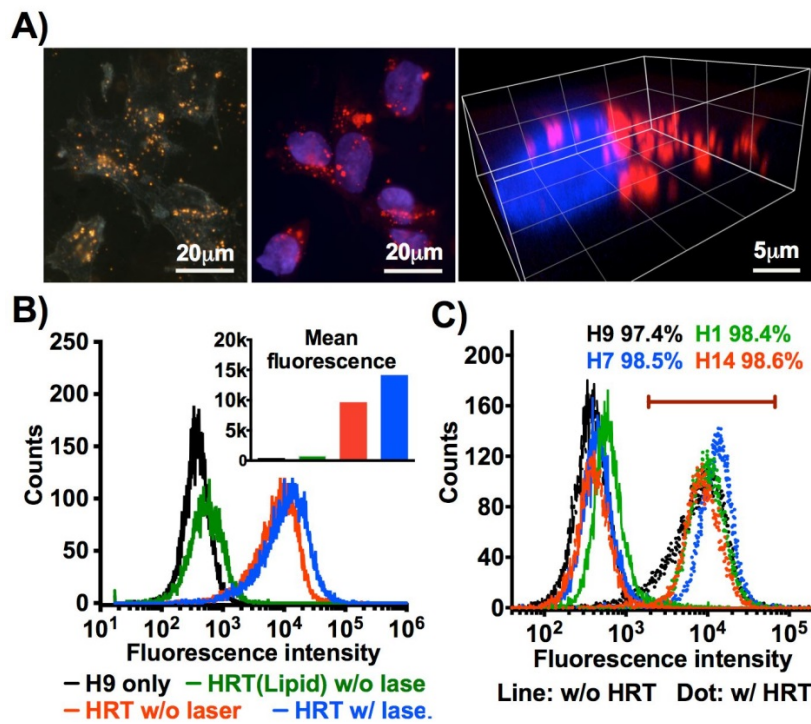 A)
20μm
20μm
5μm
B)
250
200
150
100
50
0
Counts
20k
15k
10k
5k
0
Mean
fluorescence
10¹ 10² 10³ 10⁴ 10⁵ 10⁶
Fluorescence intensity
H9 only HRT(Lipid) w/o lase
HRT w/o laser HRT w/ lase.
C)
H9 97.4% H1 98.4%
H7 98.5% H14 98.6%
200
160
120
80
40
0
Counts
10² 10³ 10⁴ 10⁵
Fluorescence intensity
Line: w/o HRT Dot: w/ HRT